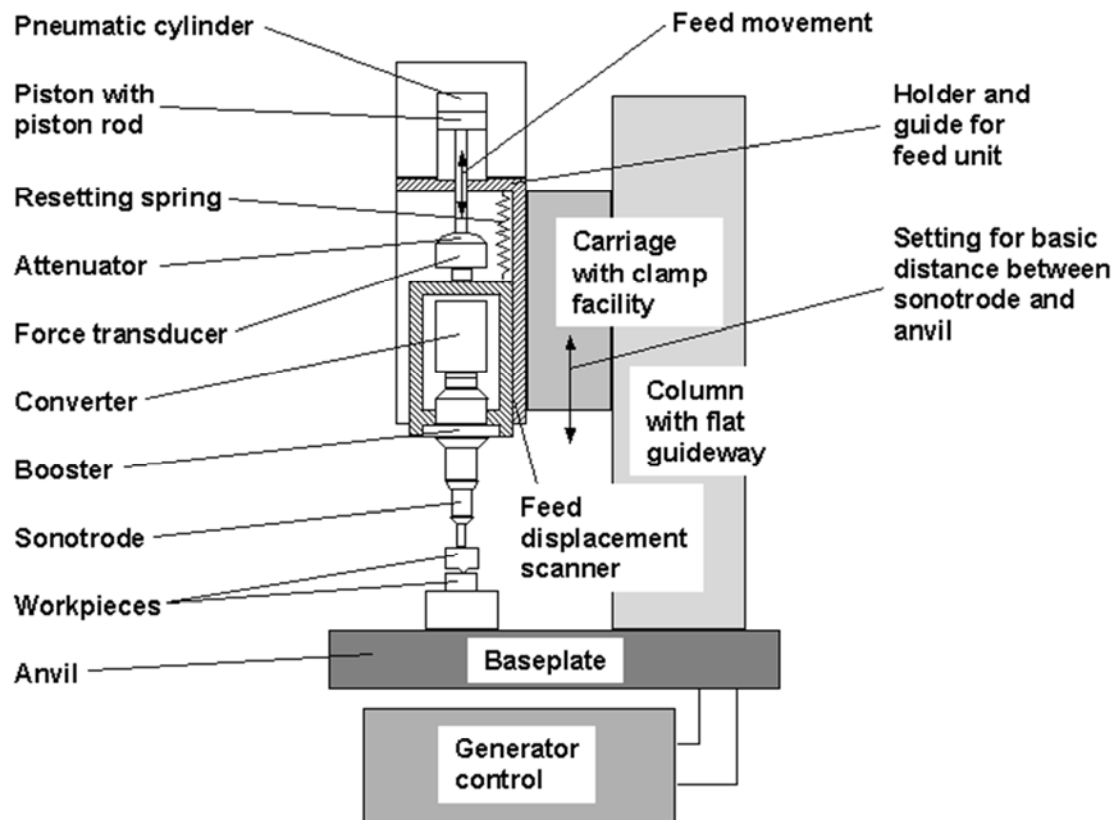 Pneumatic cylinder
Piston with
piston rod
Resetting spring
Attenuator
Force transducer
Converter
Booster
Sonotrode
Workpieces
Anvil
Feed movement
Holder and
guide for
feed unit
Setting for basic
distance between
sonotrode and
anvil
Carriage
with clamp
facility
Column
with flat
guideway
Feed
displacement
scanner
Baseplate
Generator
control